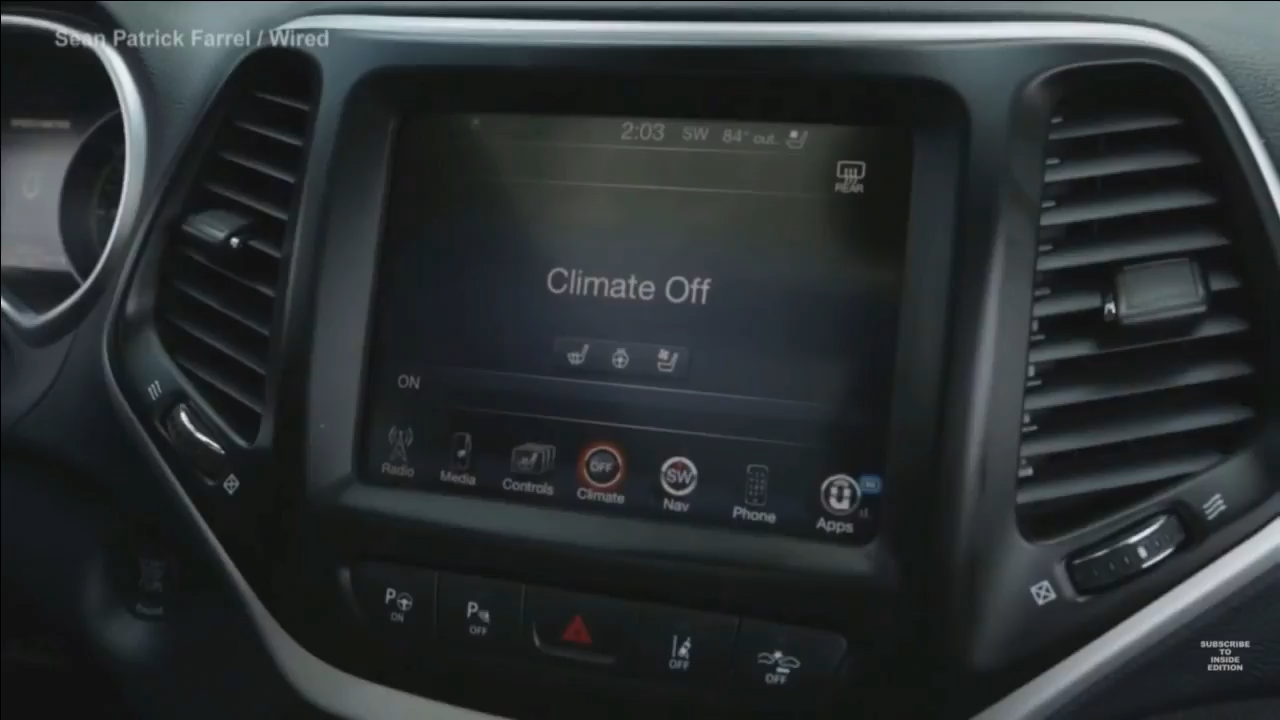 Sean Patrick Farrel / Wired
2:03 SW 84° out.
REAR
Climate Off
ON
Radio
Media
Controls
OFF
Climate
SW
Nav
Phone
Apps
P
ON
P
OFF
OFF
OFF
SUBSCRIBE
TO
INSIDE
EDITION